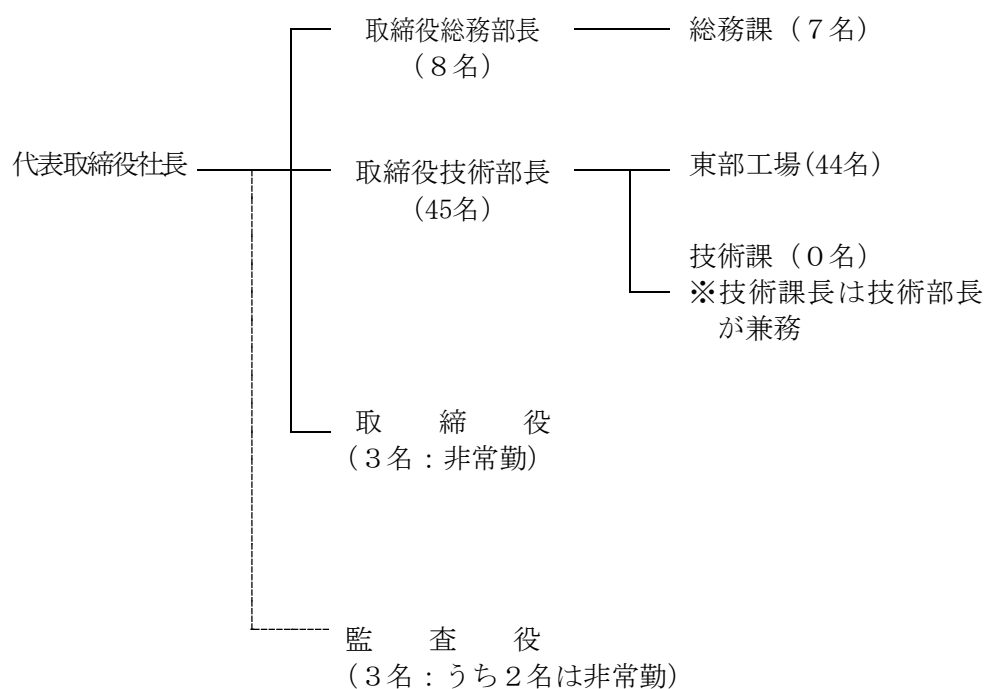 取締役総務部長
(8名)
総務課(7名)
代表取締役社長
取締役技術部長
(45名)
東部工場(44名)
技術課(0名)
※技術課長は技術部長
が兼務
取 締 役
(3名:非常勤)
監 査 役
(3名:うち2名は非常勤)